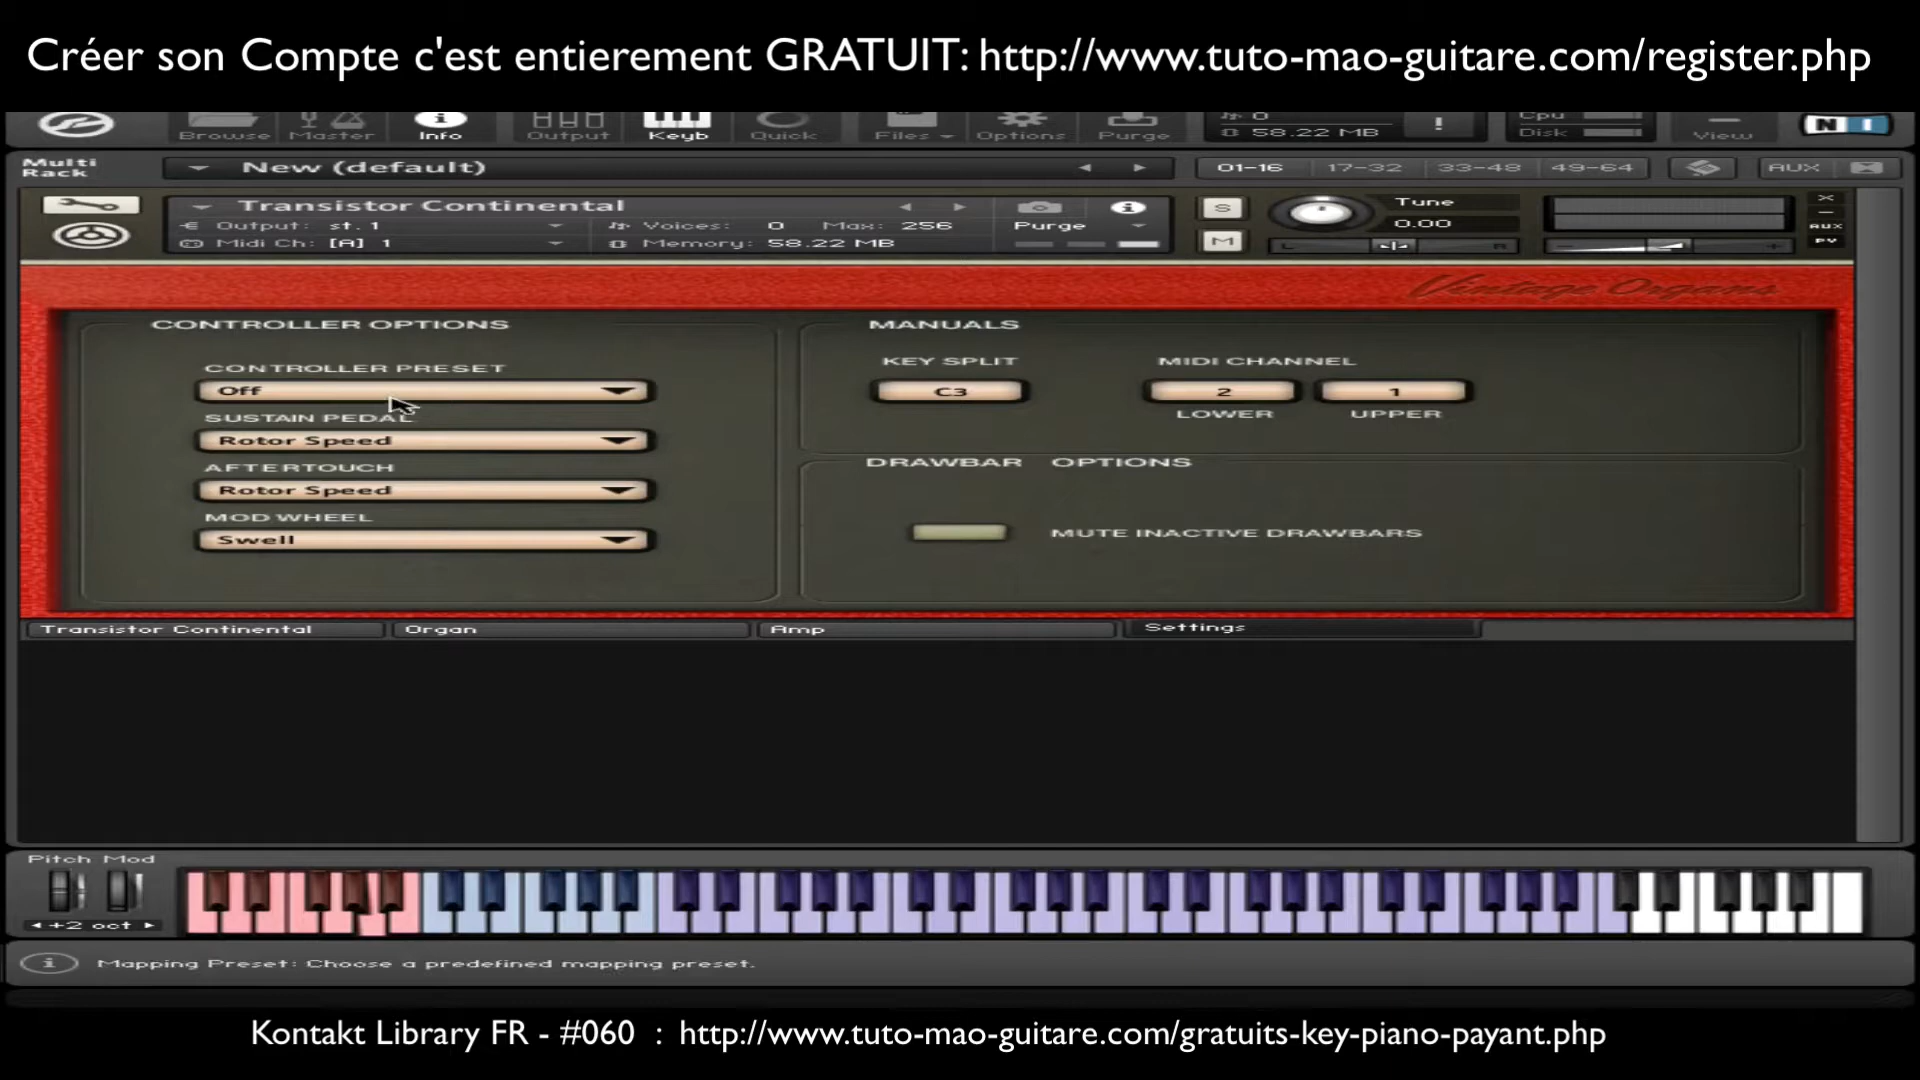 Créer son Compte c'est entierement GRATUIT: http://www.tuto-mao-guitare.com/register.php
Browse Master Info Output Keyb Quick Files Options Purge 0 58.22 MB ! Cpu Disk View NI
Multi Rack New (default) 01-16 17-32 33-48 49-64 AUX
Transistor Continental
Output: st. 1 Voices: 0 Max: 256 Purge
Midi Ch: [A] 1 Memory: 58.22 MB
S M Tune 0.00 L R
AUX
PV
Vintage Organs
CONTROLLER OPTIONS
CONTROLLER PRESET
Off
SUSTAIN PEDAL
Rotor Speed
AFTERTOUCH
Rotor Speed
MOD WHEEL
Swell
MANUALS
KEY SPLIT MIDI CHANNEL
C3 2 1
LOWER UPPER
DRAWBAR OPTIONS
MUTE INACTIVE DRAWBARS
Transistor Continental Organ Amp Settings
Pitch Mod
+2 oct
Mapping Preset: Choose a predefined mapping preset.
Kontakt Library FR - #060 : http://www.tuto-mao-guitare.com/gratuits-key-piano-payant.php